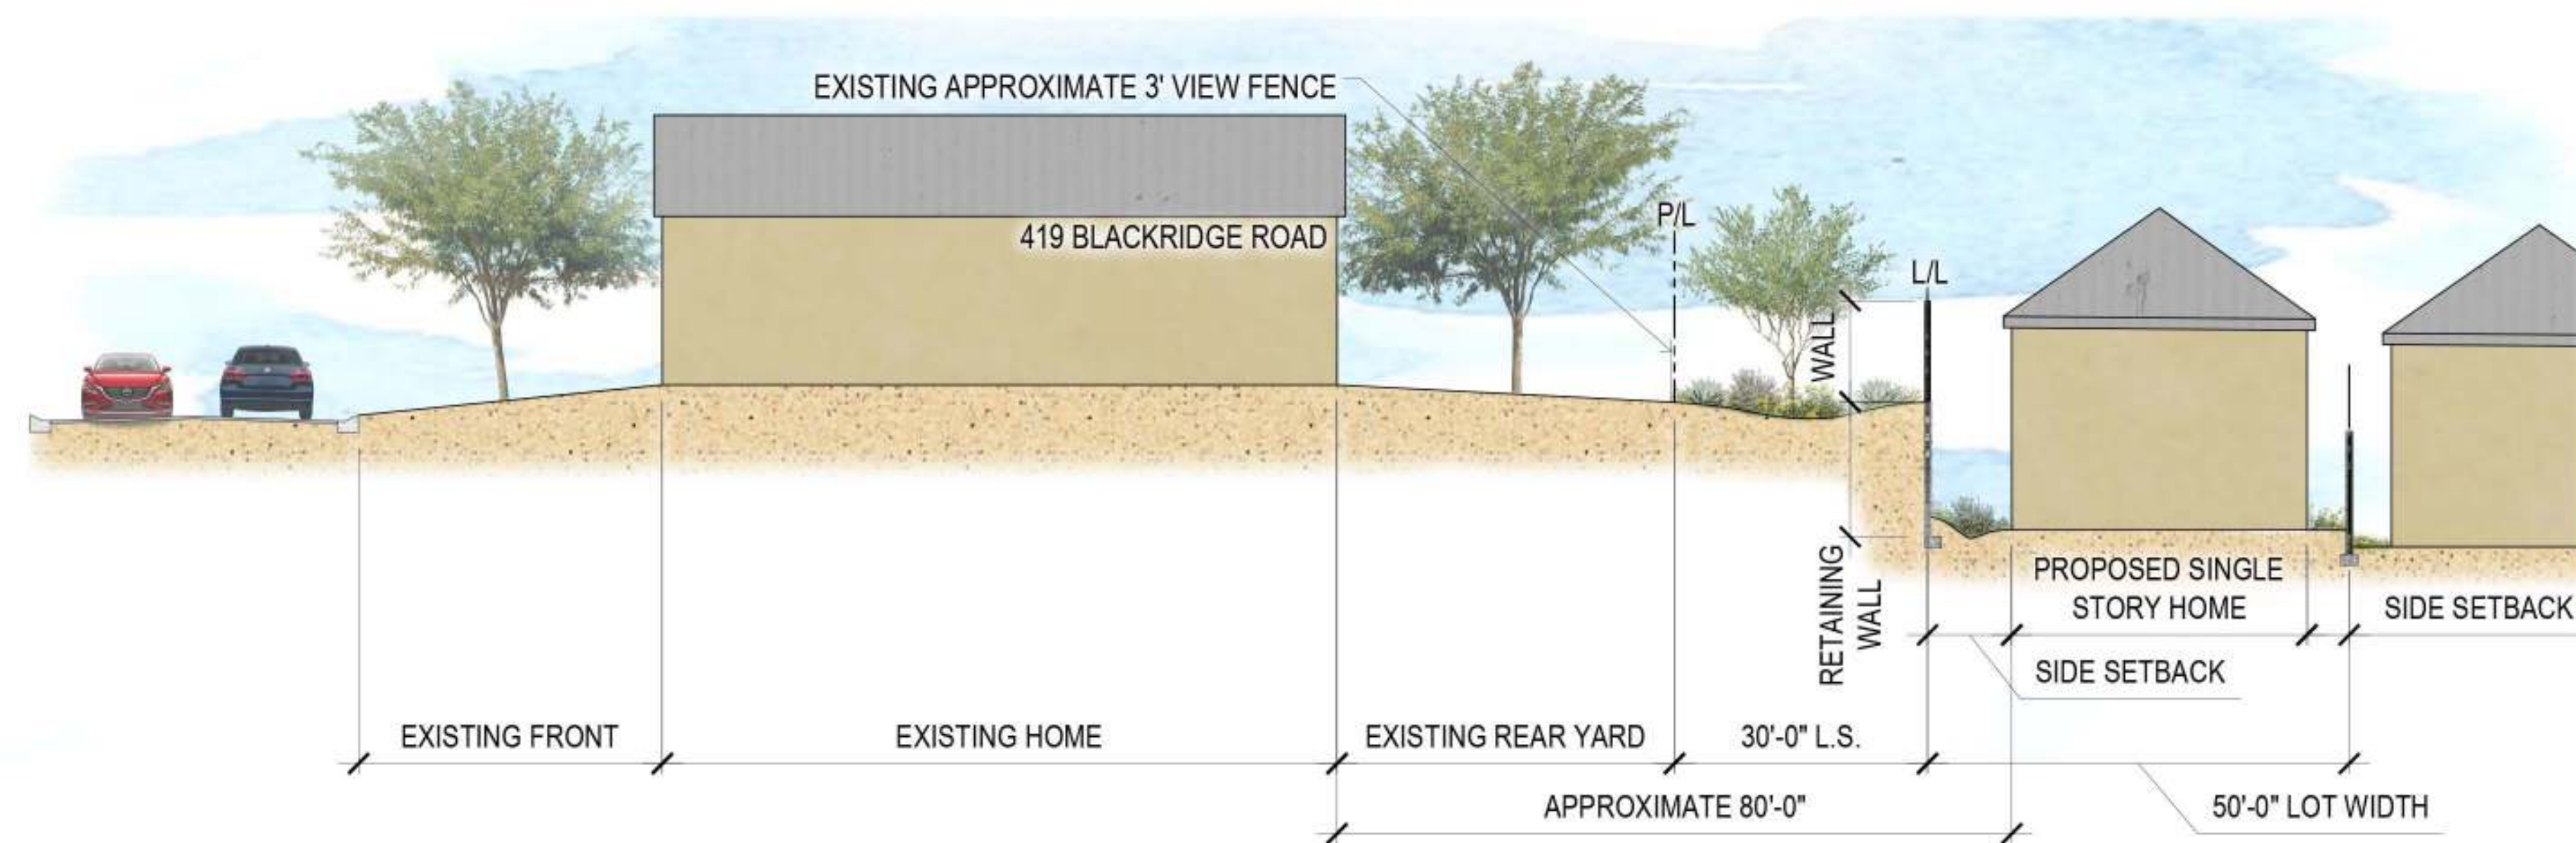 EXISTING APPROXIMATE 3' VIEW FENCE
419 BLACKRIDGE ROAD
P/L
L/L
WALL
RETAINING
WALL
PROPOSED SINGLE
STORY HOME
SIDE SETBACK
SIDE SETBACK
EXISTING FRONT
EXISTING HOME
EXISTING REAR YARD
30'-0" L.S.
APPROXIMATE 80'-0"
50'-0" LOT WIDTH